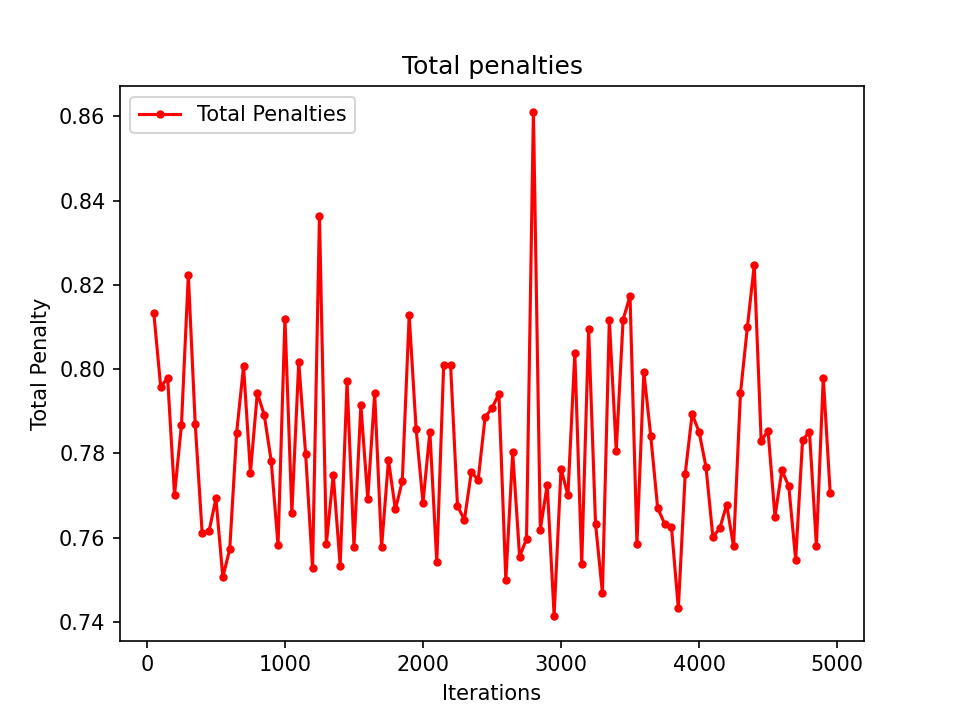 Total penalties
Total Penalties
0.86
0.84
0.82
0.80
0.78
0.76
0.74
Total Penalty
0 1000 2000 3000 4000 5000
Iterations